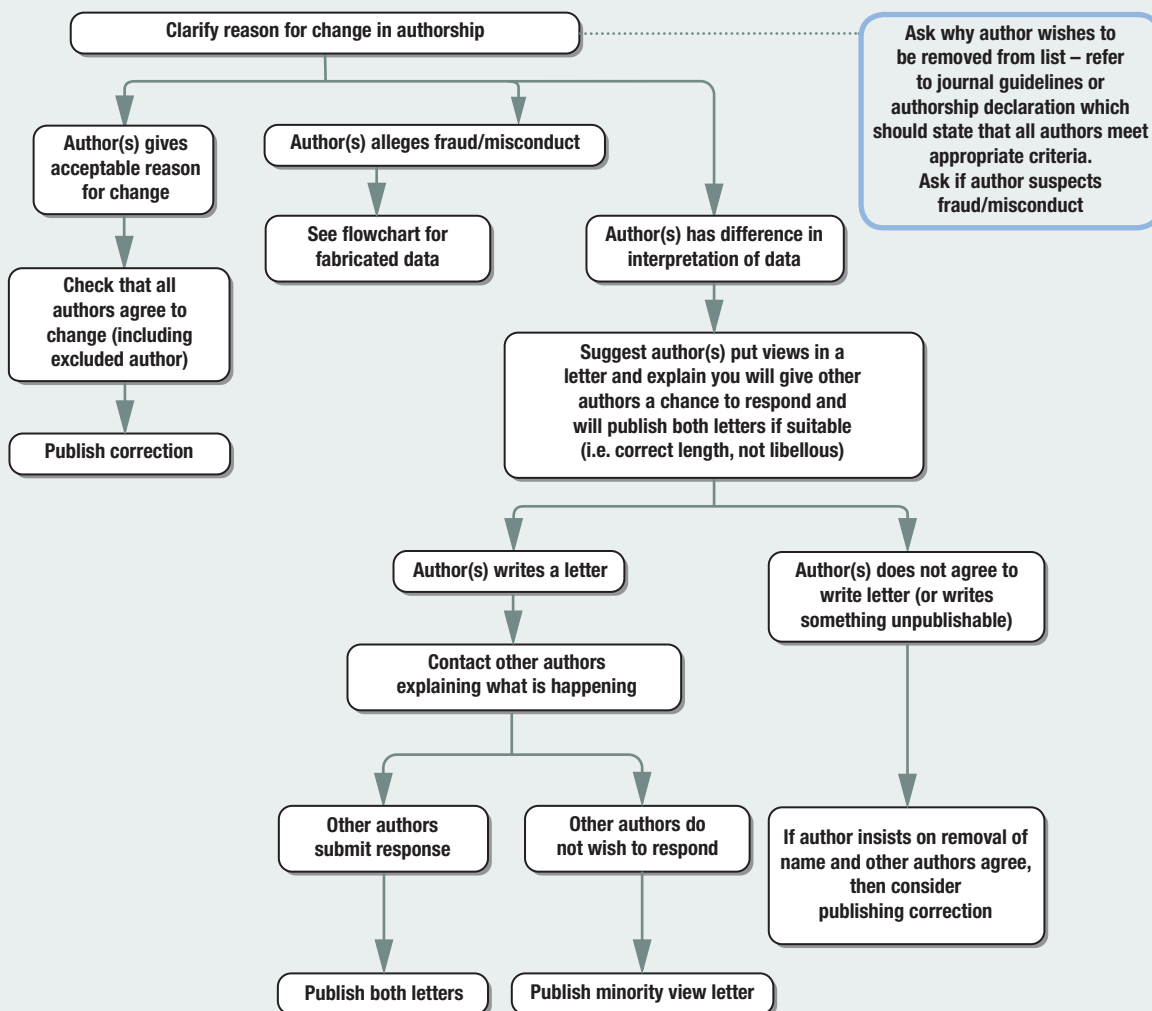 Clarify reason for change in authorship
Ask why author wishes to
be removed from list – refer
to journal guidelines or
authorship declaration which
should state that all authors meet
appropriate criteria.
Ask if author suspects
fraud/misconduct
Author(s) gives
acceptable reason
for change
Author(s) alleges fraud/misconduct
See flowchart for
fabricated data
Author(s) has difference in
interpretation of data
Check that all
authors agree to
change (including
excluded author)
Publish correction
Suggest author(s) put views in a
letter and explain you will give other
authors a chance to respond and
will publish both letters if suitable
(i.e. correct length, not libellous)
Author(s) writes a letter
Author(s) does not agree to
write letter (or writes
something unpublishable)
Contact other authors
explaining what is happening
Other authors
submit response
Other authors do
not wish to respond
If author insists on removal of
name and other authors agree,
then consider
publishing correction
Publish both letters
Publish minority view letter